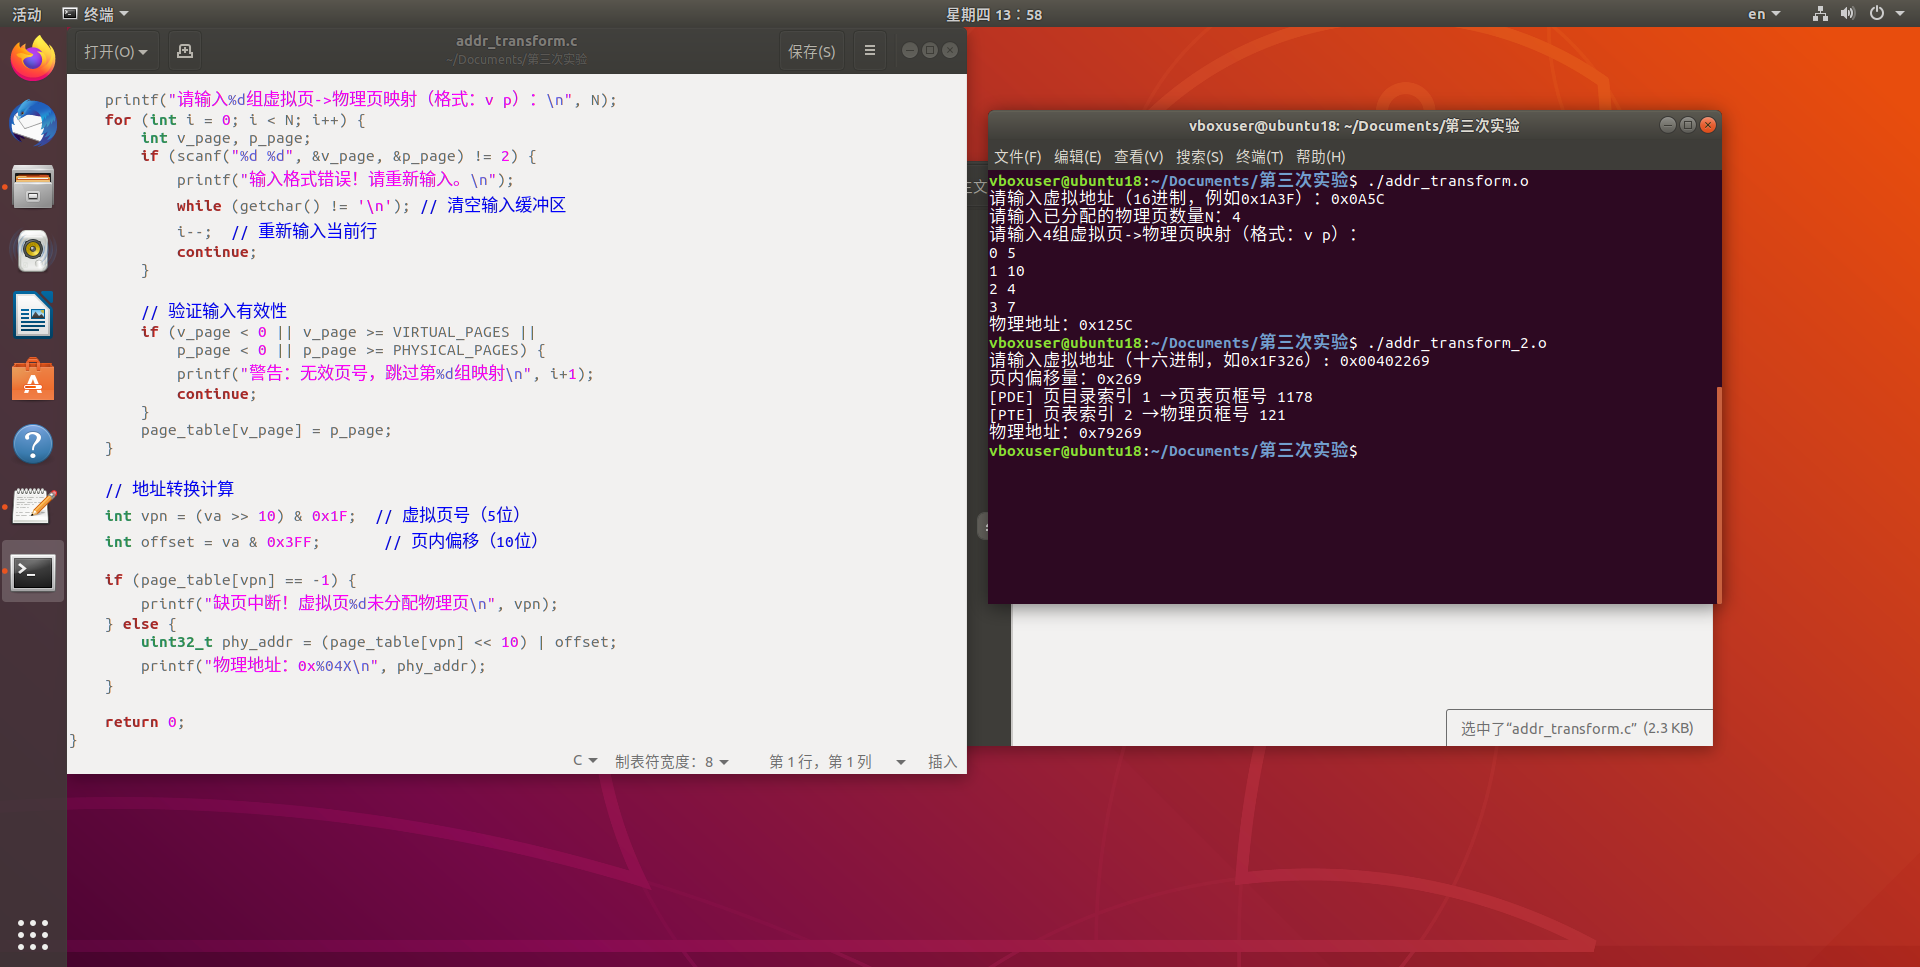 活动
终端
星期四 13：58
en
打开(O)
addr_transform.c
~/Documents/第三次实验
保存(S)
printf("请输入%d组虚拟页->物理页映射（格式：v p）：\n", N);
for (int i = 0; i < N; i++) {
int v_page, p_page;
if (scanf("%d %d", &v_page, &p_page) != 2) {
printf("输入格式错误！请重新输入。\n");
while (getchar() != '\n'); // 清空输入缓冲区
i--;  // 重新输入当前行
continue;
}
// 验证输入有效性
if (v_page < 0 || v_page >= VIRTUAL_PAGES ||
p_page < 0 || p_page >= PHYSICAL_PAGES) {
printf("警告：无效页号，跳过第%d组映射\n", i+1);
continue;
}
page_table[v_page] = p_page;
}
// 地址转换计算
int vpn = (va >> 10) & 0x1F;  // 虚拟页号（5位）
int offset = va & 0x3FF;       // 页内偏移（10位）
if (page_table[vpn] == -1) {
printf("缺页中断！虚拟页%d未分配物理页\n", vpn);
} else {
uint32_t phy_addr = (page_table[vpn] << 10) | offset;
printf("物理地址：0x%04X\n", phy_addr);
}
return 0;
}
C
制表符宽度：8
第 1 行，第 1 列
插入
vboxuser@ubuntu18: ~/Documents/第三次实验
文件(F) 编辑(E) 查看(V) 搜索(S) 终端(T) 帮助(H)
vboxuser@ubuntu18:~/Documents/第三次实验$ ./addr_transform.o
请输入虚拟地址（16进制，例如0x1A3F）：0x0A5C
请输入已分配的物理页数量N：4
请输入4组虚拟页->物理页映射（格式：v p）：
0 5
1 10
2 4
3 7
物理地址：0x125C
vboxuser@ubuntu18:~/Documents/第三次实验$ ./addr_transform_2.o
请输入虚拟地址（十六进制，如0x1F326）：0x00402269
页内偏移量：0x269
[PDE] 页目录索引 1 →页表页框号 1178
[PTE] 页表索引 2 →物理页框号 121
物理地址：0x79269
vboxuser@ubuntu18:~/Documents/第三次实验$
选中了“addr_transform.c” (2.3 KB)